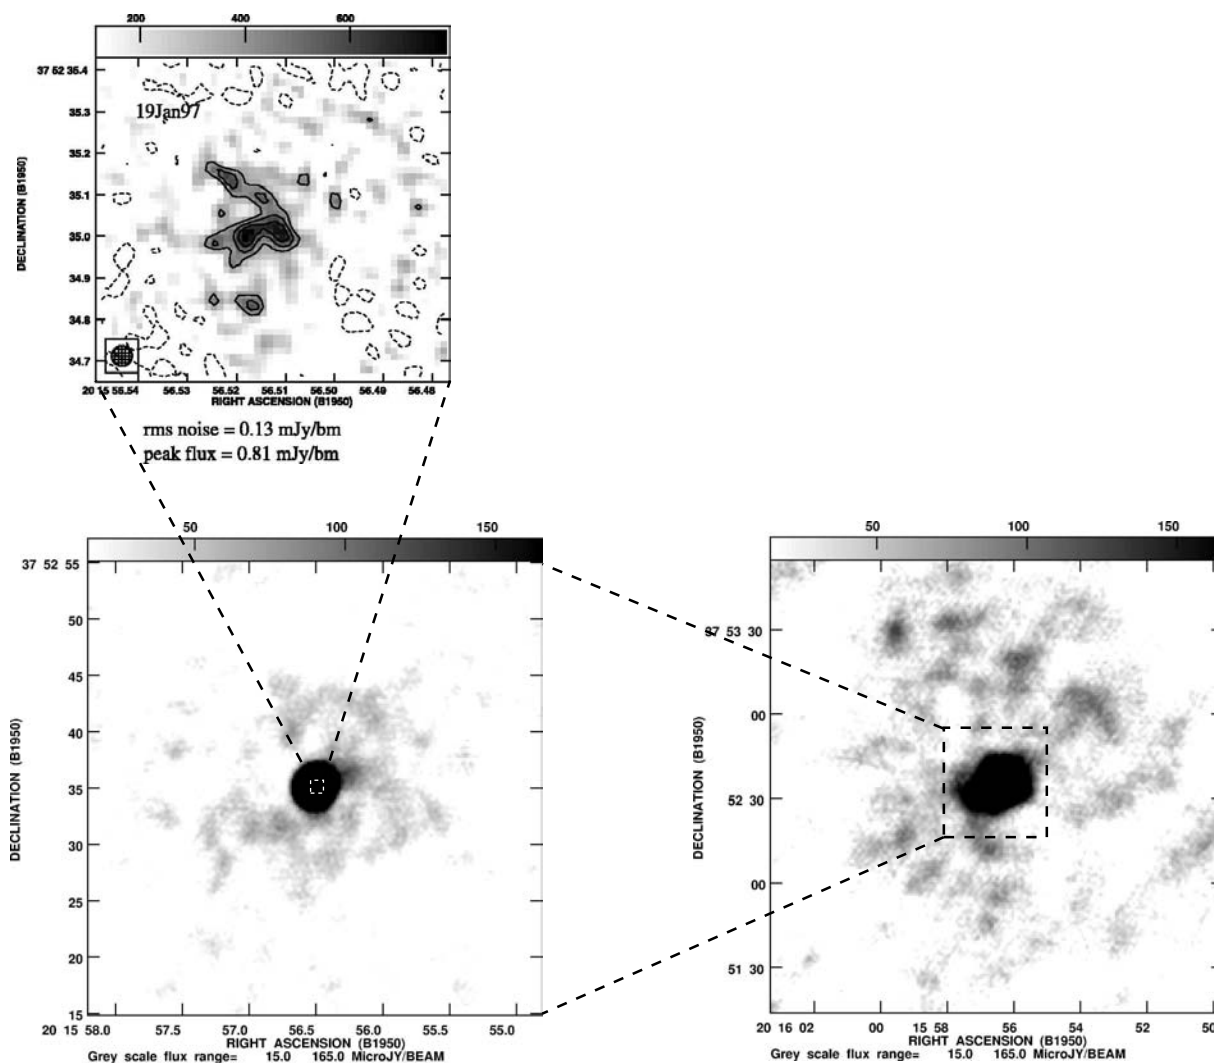 200 400 600
37 52 35.4
19Jan97
35.3
35.2
35.1
35.0
34.9
34.8
34.7
DECLINATION (B1950)
20 15 56.54 56.53 56.52 56.51 56.50 56.49 56.48
RIGHT ASCENSION (B1950)
rms noise = 0.13 mJy/bm
peak flux = 0.81 mJy/bm
50 100 150
37 52 55
50
45
40
35
30
25
20
15
DECLINATION (B1950)
20 15 58.0 57.5 57.0 56.5 56.0 55.5 55.0
RIGHT ASCENSION (B1950)
Grey scale flux range= 15.0 165.0 MicroJY/BEAM
50 100 150
37 53 30
00
52 30
00
51 30
DECLINATION (B1950)
20 16 02 00 15 58 56 54 52 50
RIGHT ASCENSION (B1950)
Grey scale flux range= 15.0 165.0 MicroJY/BEAM